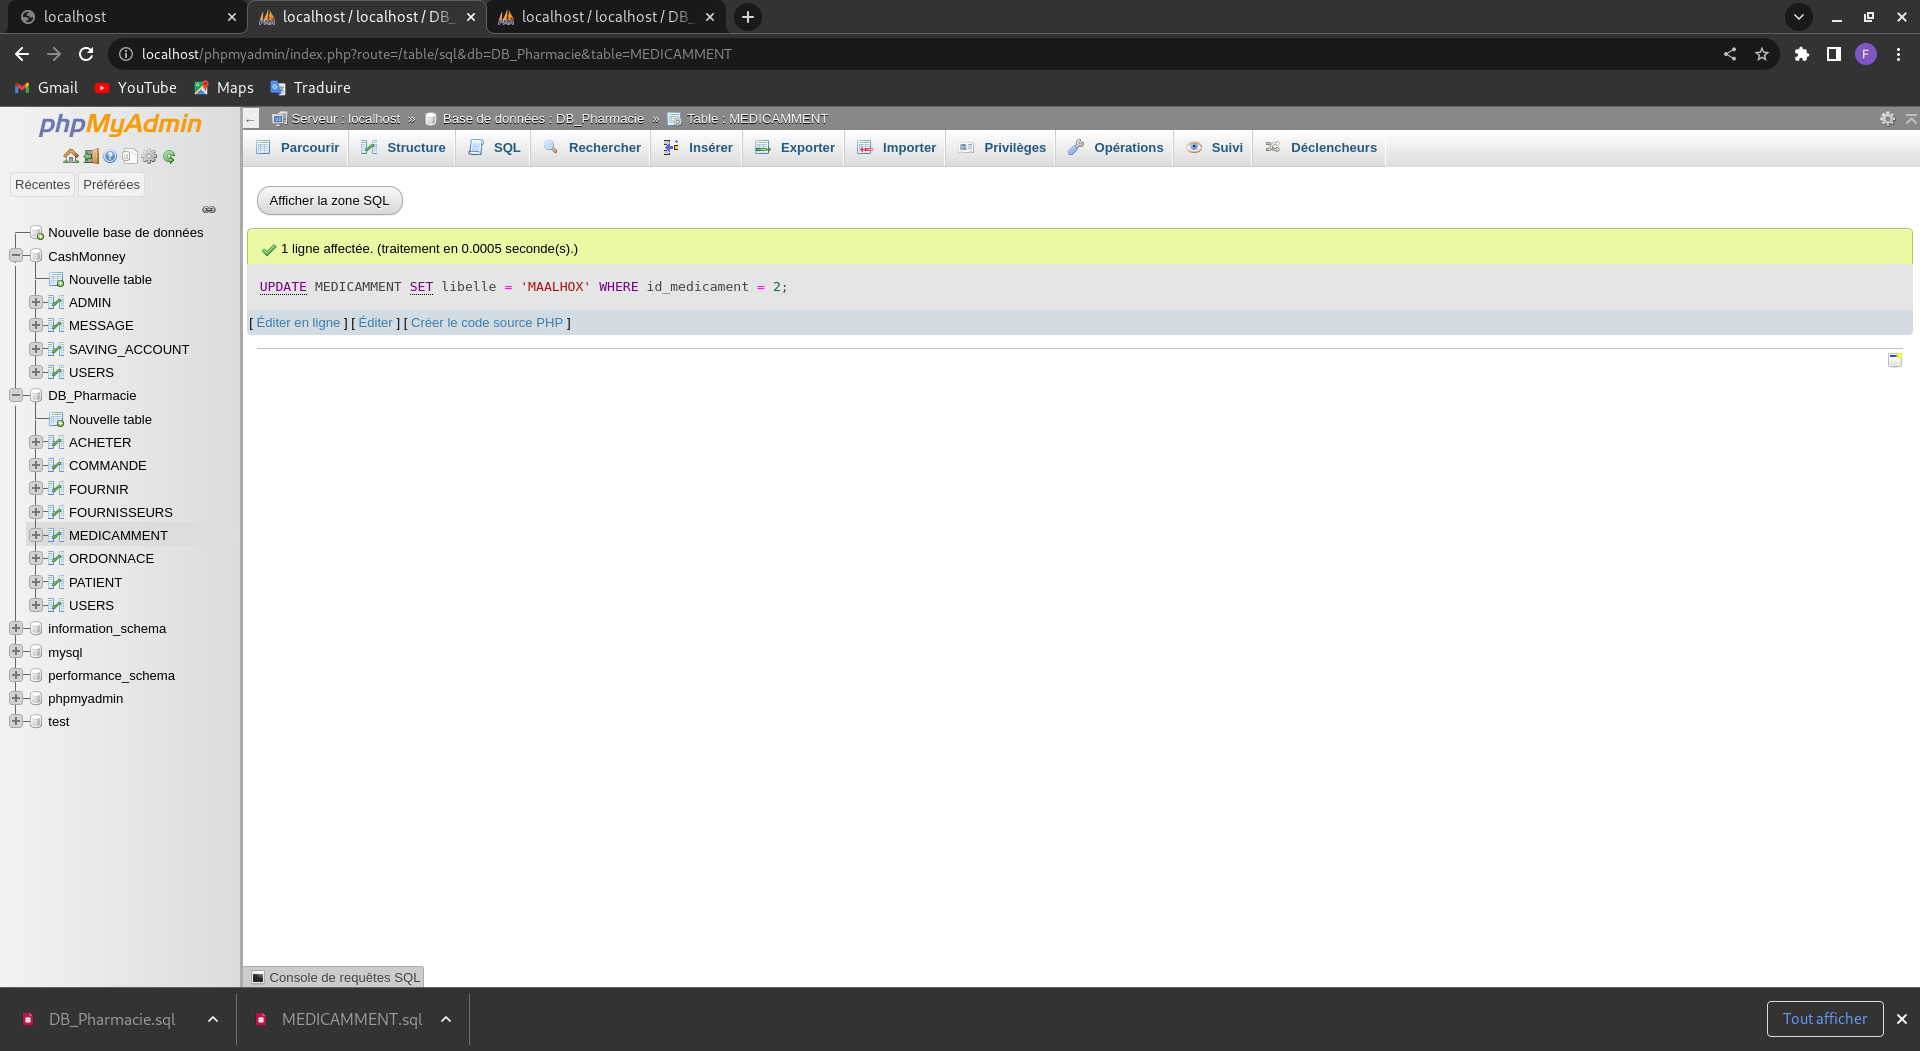 localhost
localhost / localhost / DB_
localhost / localhost / DB_
localhost/phpmyadmin/index.php?route=/table/sql&db=DB_Pharmacie&table=MEDICAMMENT
F
Gmail
YouTube
Maps
Traduire
phpMyAdmin
Récentes
Préférées
Nouvelle base de données
CashMonney
Nouvelle table
ADMIN
MESSAGE
SAVING_ACCOUNT
USERS
DB_Pharmacie
Nouvelle table
ACHETER
COMMANDE
FOURNIR
FOURNISSEURS
MEDICAMMENT
ORDONNACE
PATIENT
USERS
information_schema
mysql
performance_schema
phpmyadmin
test
← Serveur : localhost » Base de données : DB_Pharmacie » Table : MEDICAMMENT
Parcourir Structure SQL Rechercher Insérer Exporter Importer Privilèges Opérations Suivi Déclencheurs
Afficher la zone SQL
1 ligne affectée. (traitement en 0.0005 seconde(s).)
UPDATE MEDICAMMENT SET libelle = 'MAALHOX' WHERE id_medicament = 2;
[ Éditer en ligne ] [ Éditer ] [ Créer le code source PHP ]
Console de requêtes SQL
DB_Pharmacie.sql
MEDICAMMENT.sql
Tout afficher